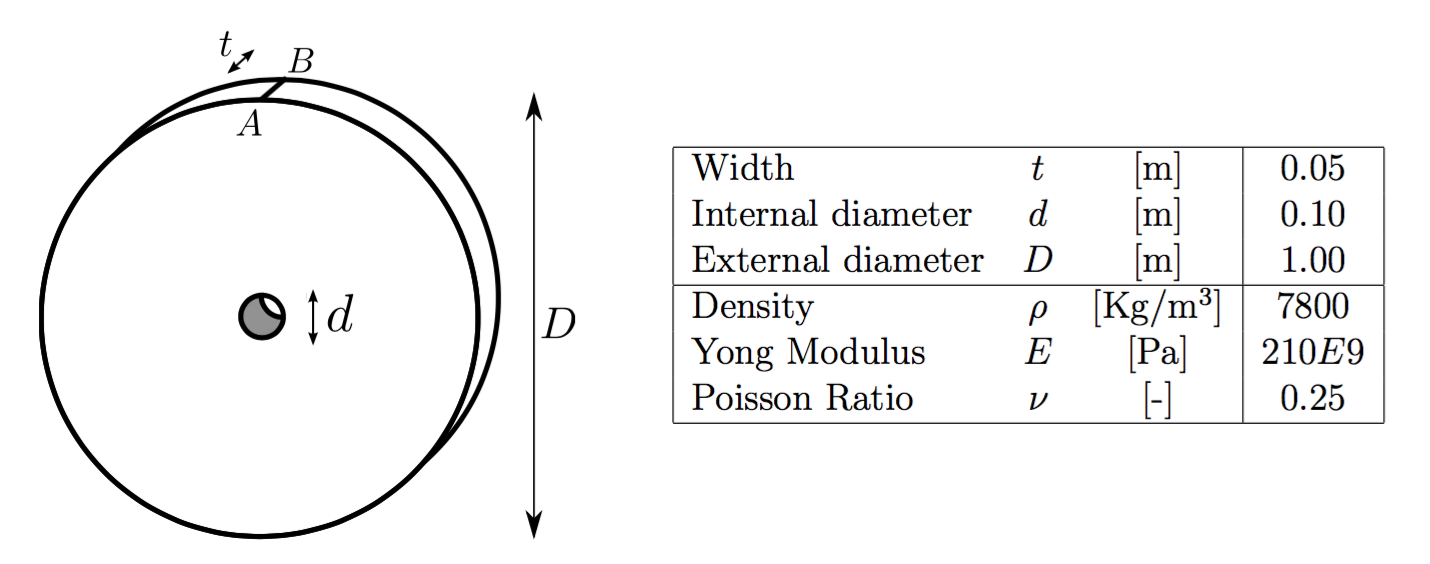 t
B
A
d
D
Width t [m] 0.05
Internal diameter d [m] 0.10
External diameter D [m] 1.00
Density ρ [Kg/m³] 7800
Yong Modulus E [Pa] 210E9
Poisson Ratio ν [-] 0.25